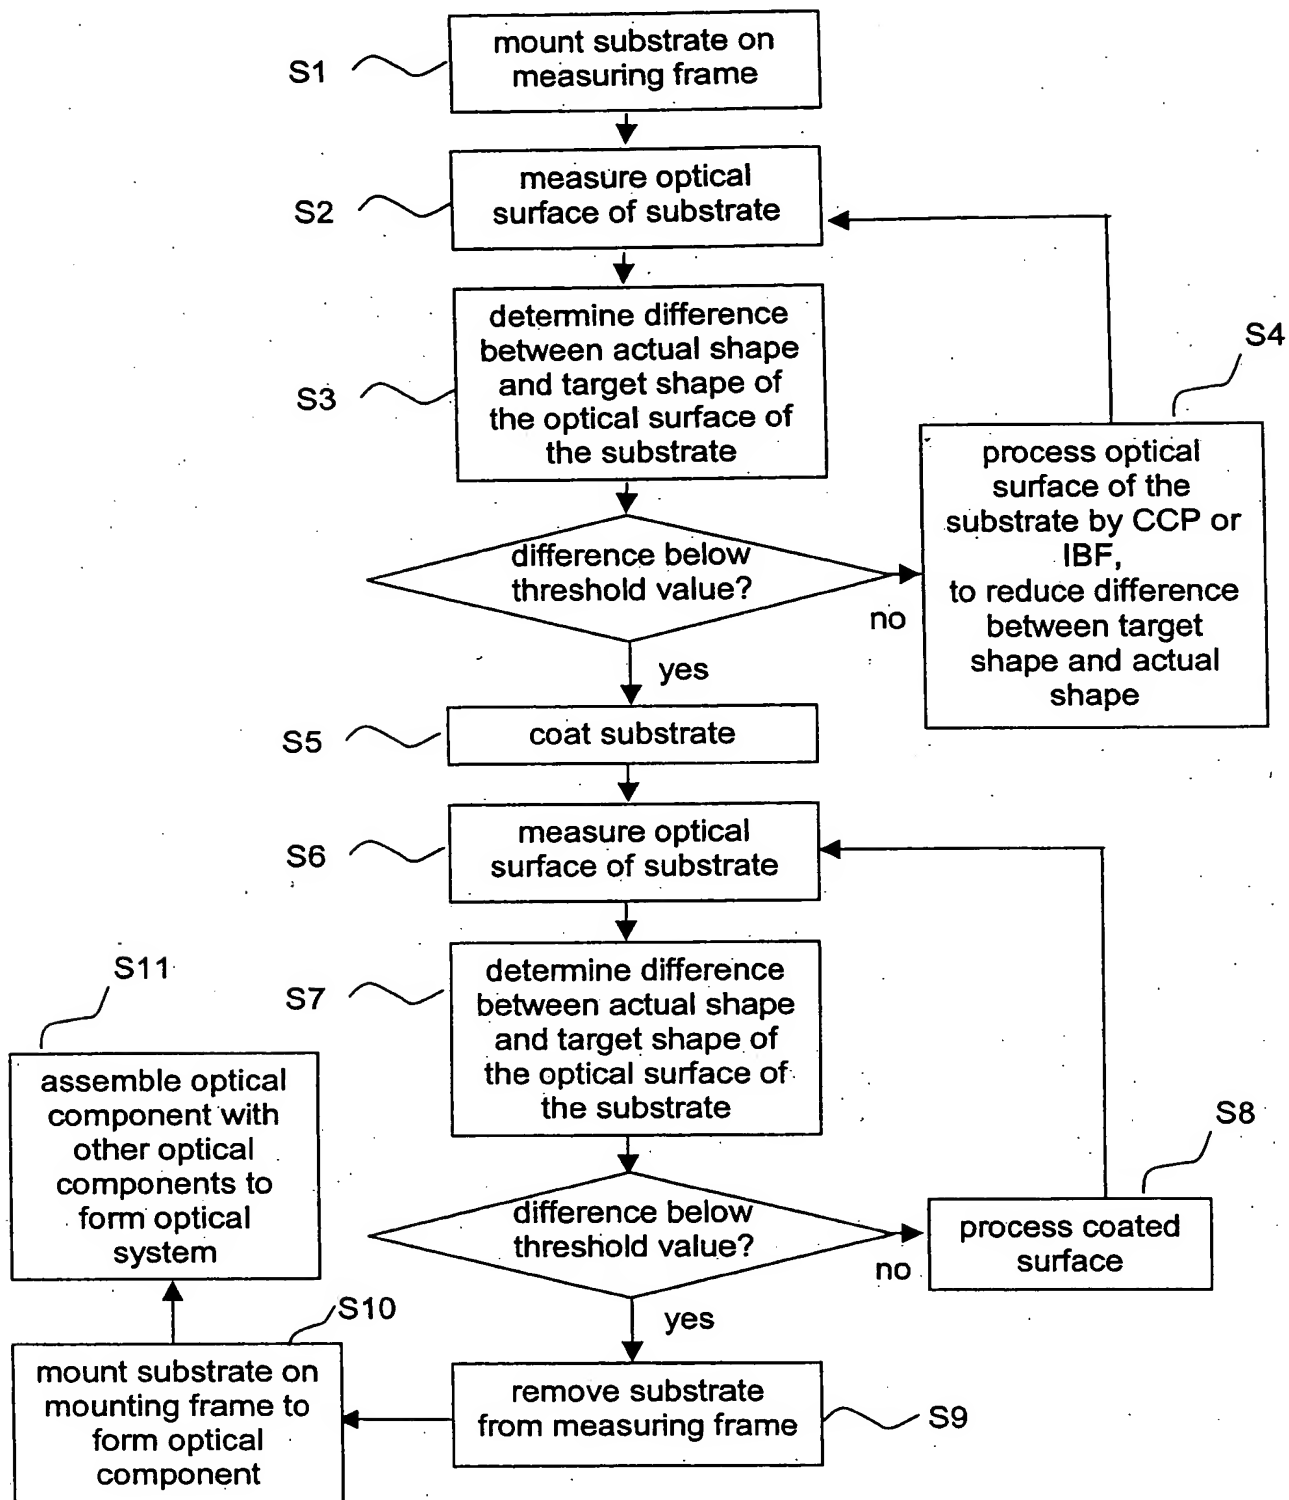 S1
mount substrate on
measuring frame
S2
measure optical
surface of substrate
S3
determine difference
between actual shape
and target shape of
the optical surface of
the substrate
S4
process optical
surface of the
substrate by CCP or
IBF,
to reduce difference
between target
shape and actual
shape
difference below
threshold value?
no
yes
S5
coat substrate
S6
measure optical
surface of substrate
S7
determine difference
between actual shape
and target shape of
the optical surface of
the substrate
S8
process coated
surface
difference below
threshold value?
no
yes
S9
remove substrate
from measuring frame
S10
mount substrate on
mounting frame to
form optical
component
S11
assemble optical
component with
other optical
components to
form optical
system